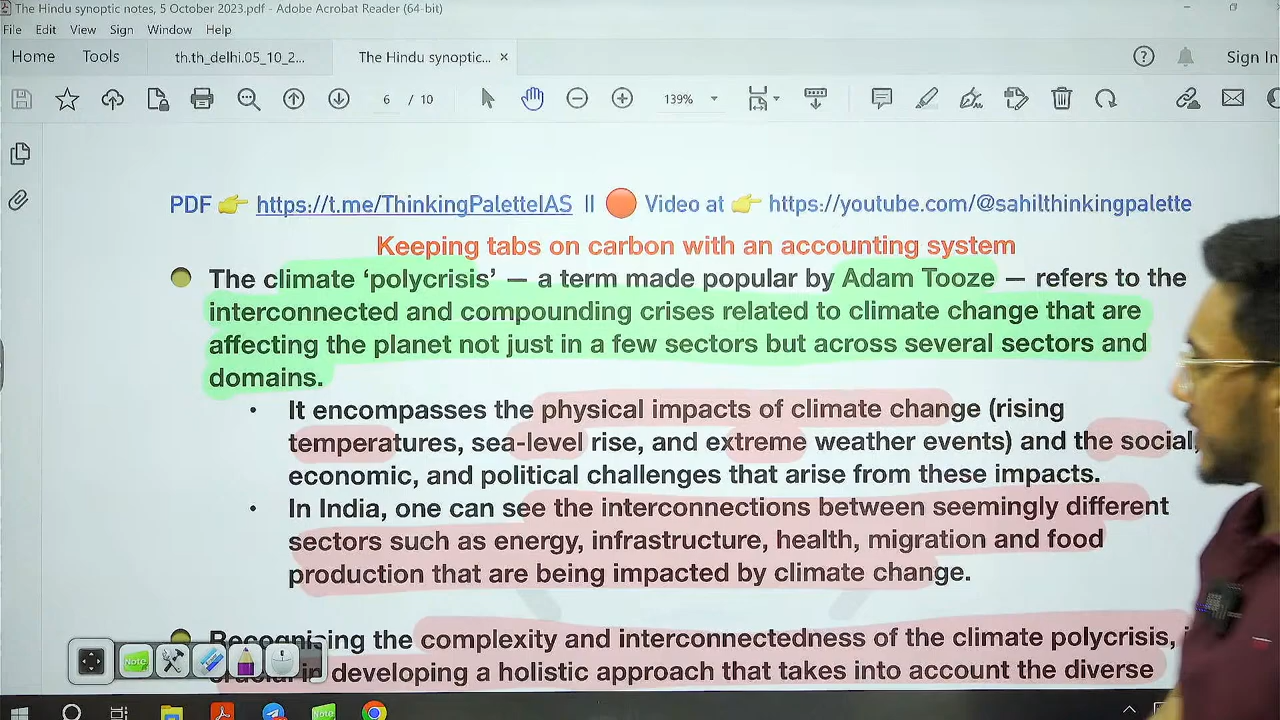 The Hindu synoptic notes, 5 October 2023.pdf - Adobe Acrobat Reader (64-bit)
File Edit View Sign Window Help
Home Tools th.th_delhi.05_10_2... The Hindu synoptic... × Sign In
6 / 10 139%
PDF 👉 https://t.me/ThinkingPaletteIAS II 🔴 Video at 👉 https://youtube.com/@sahilthinkingpalette
Keeping tabs on carbon with an accounting system
The climate ‘polycrisis’ — a term made popular by Adam Tooze — refers to the
interconnected and compounding crises related to climate change that are
affecting the planet not just in a few sectors but across several sectors and
domains.
• It encompasses the physical impacts of climate change (rising
temperatures, sea-level rise, and extreme weather events) and the social,
economic, and political challenges that arise from these impacts.
• In India, one can see the interconnections between seemingly different
sectors such as energy, infrastructure, health, migration and food
production that are being impacted by climate change.
Recognising the complexity and interconnectedness of the climate polycrisis,
crucial in developing a holistic approach that takes into account the diverse
Note
Note